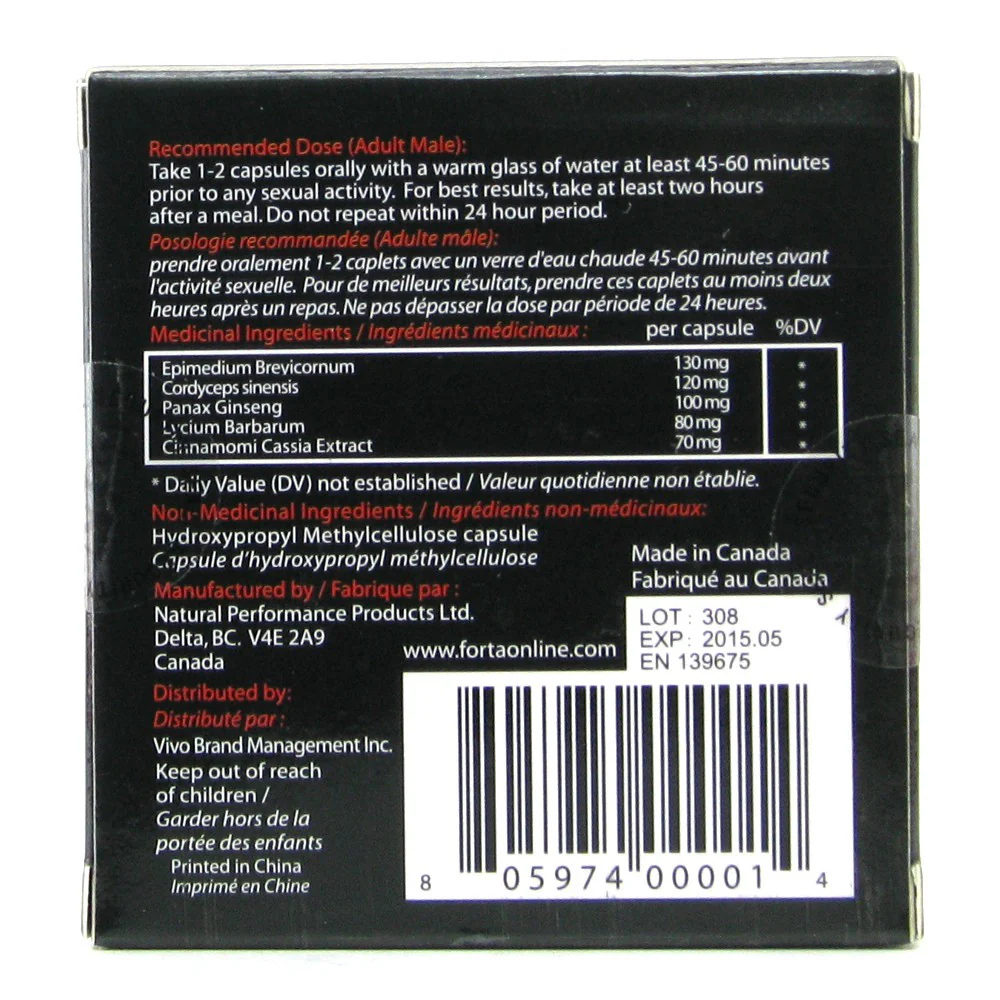 Recommended Dose (Adult Male):
Take 1-2 capsules orally with a warm glass of water at least 45-60 minutes
prior to any sexual activity. For best results, take at least two hours
after a meal. Do not repeat within 24 hour period.
Posologie recommandée (Adulte mâle):
prendre oralement 1-2 caplets avec un verre d'eau chaude 45-60 minutes avant
l'activité sexuelle. Pour de meilleurs résultats, prendre ces caplets au moins deux
heures après un repas. Ne pas dépasser la dose par période de 24 heures.
Medicinal Ingredients / Ingrédients médicinaux : per capsule %DV
Epimedium Brevicornum 130 mg *
Cordyceps sinensis 120 mg *
Panax Ginseng 100 mg *
Lycium Barbarum 80 mg *
Cinnamomi Cassia Extract 70 mg *
* Daily Value (DV) not established / Valeur quotidienne non établie.
Non-Medicinal Ingredients / Ingrédients non-médicinaux:
Hydroxypropyl Methylcellulose capsule
Capsule d'hydroxypropyl méthylcellulose
Made in Canada
Fabriqué au Canada
Manufactured by / Fabrique par :
Natural Performance Products Ltd.
Delta, BC. V4E 2A9
Canada
www.fortaonline.com
LOT : 308
EXP : 2015.05
EN 139675
Distributed by:
Distribué par :
Vivo Brand Management Inc.
Keep out of reach
of children /
Garder hors de la
portée des enfants
Printed in China
Imprimé en Chine
8 05974 00001 4